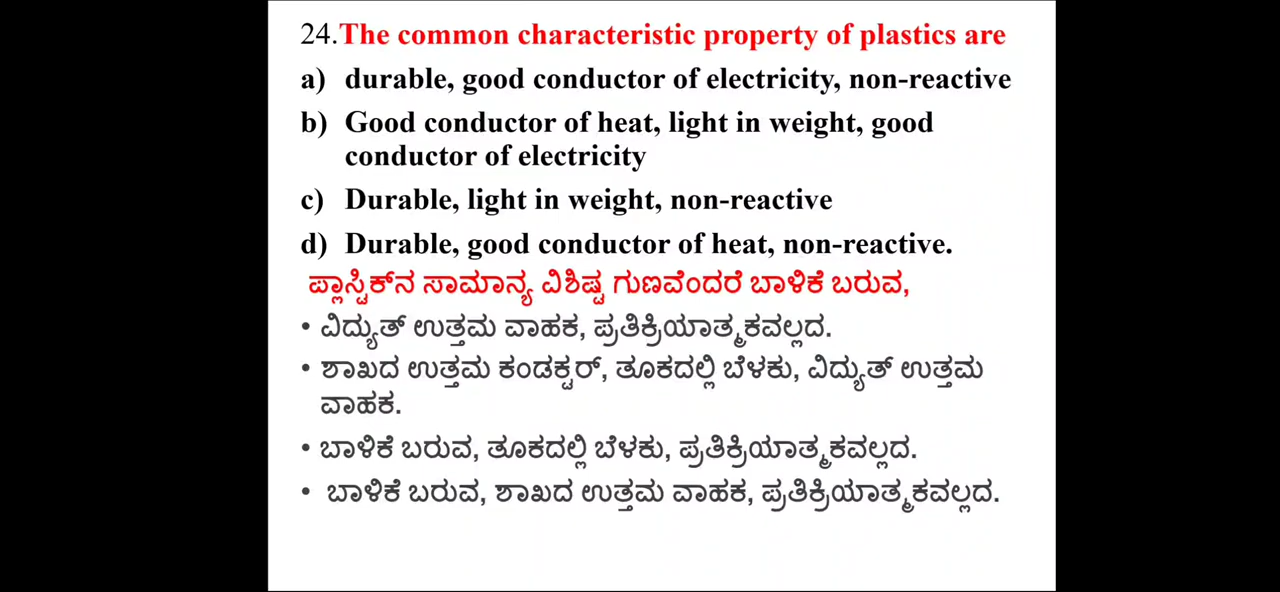 24.The common characteristic property of plastics are
a) durable, good conductor of electricity, non-reactive
b) Good conductor of heat, light in weight, good
conductor of electricity
c) Durable, light in weight, non-reactive
d) Durable, good conductor of heat, non-reactive.
ಪ್ಲಾಸ್ಟಿಕ್‌ನ ಸಾಮಾನ್ಯ ವಿಶಿಷ್ಟ ಗುಣವೆಂದರೆ ಬಾಳಿಕೆ ಬರುವ,
• ವಿದ್ಯುತ್ ಉತ್ತಮ ವಾಹಕ, ಪ್ರತಿಕ್ರಿಯಾತ್ಮಕವಲ್ಲದ.
• ಶಾಖದ ಉತ್ತಮ ಕಂಡಕ್ಟರ್, ತೂಕದಲ್ಲಿ ಬೆಳಕು, ವಿದ್ಯುತ್ ಉತ್ತಮ
ವಾಹಕ.
• ಬಾಳಿಕೆ ಬರುವ, ತೂಕದಲ್ಲಿ ಬೆಳಕು, ಪ್ರತಿಕ್ರಿಯಾತ್ಮಕವಲ್ಲದ.
• ಬಾಳಿಕೆ ಬರುವ, ಶಾಖದ ಉತ್ತಮ ವಾಹಕ, ಪ್ರತಿಕ್ರಿಯಾತ್ಮಕವಲ್ಲದ.